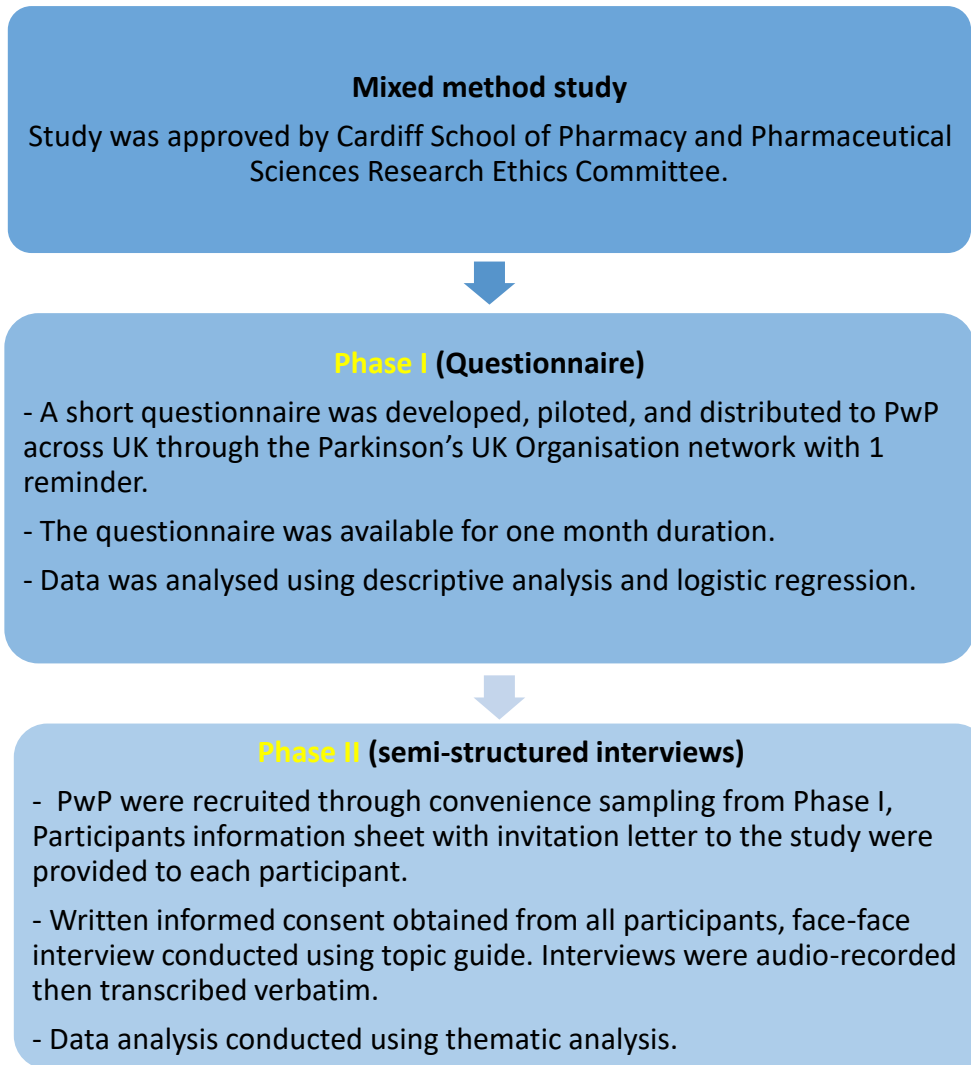 Mixed method study
Study was approved by Cardiff School of Pharmacy and Pharmaceutical
Sciences Research Ethics Committee.
Phase I (Questionnaire)
- A short questionnaire was developed, piloted, and distributed to PwP
across UK through the Parkinson’s UK Organisation network with 1
reminder.
- The questionnaire was available for one month duration.
- Data was analysed using descriptive analysis and logistic regression.
Phase II (semi-structured interviews)
- PwP were recruited through convenience sampling from Phase I,
Participants information sheet with invitation letter to the study were
provided to each participant.
- Written informed consent obtained from all participants, face-face
interview conducted using topic guide. Interviews were audio-recorded
then transcribed verbatim.
- Data analysis conducted using thematic analysis.